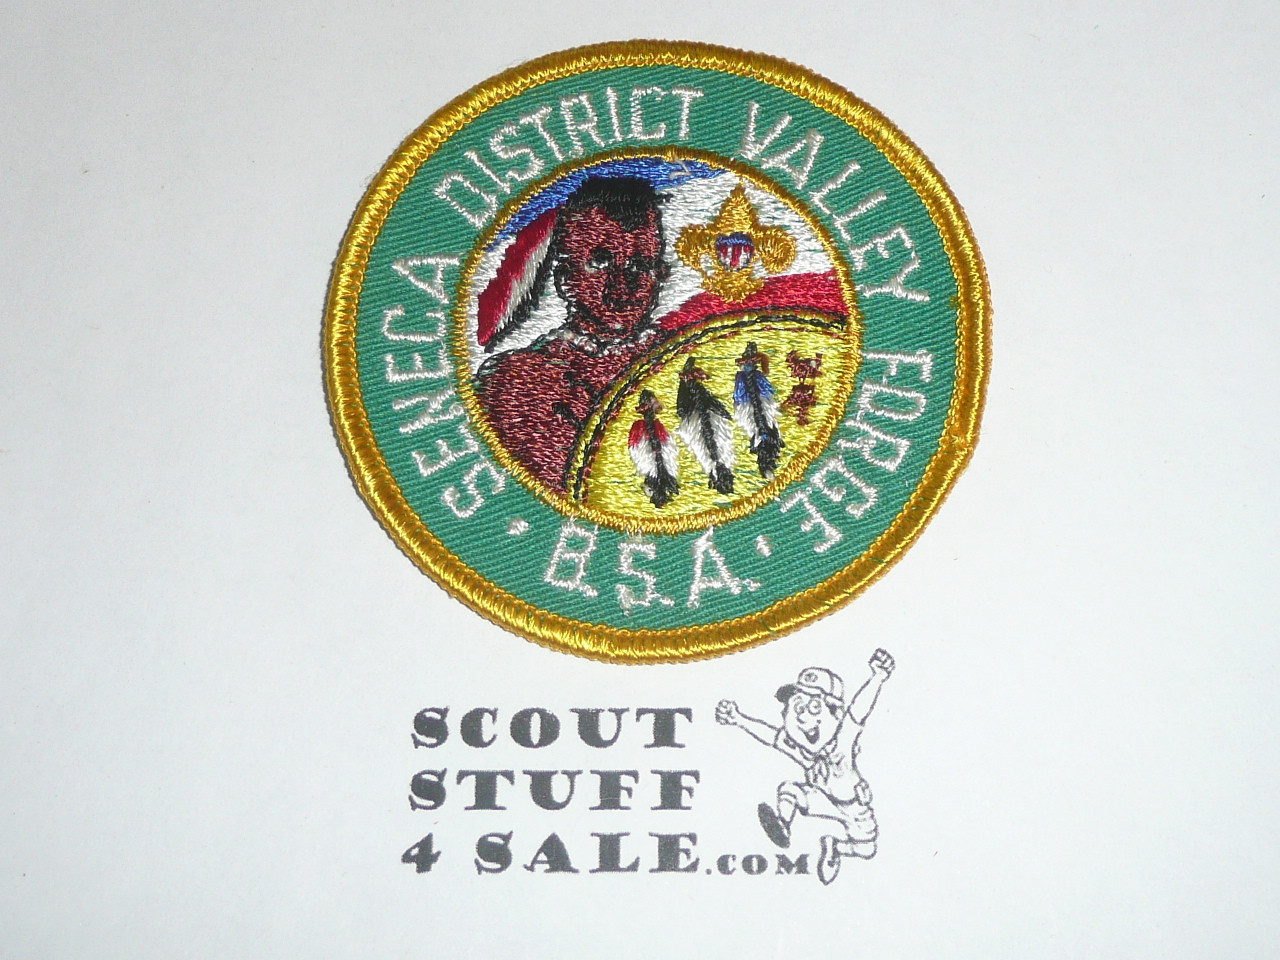 SENECA DISTRICT VALLEY FORGE
· B.S.A. ·
SCOUT
STUFF
4 SALE.COM